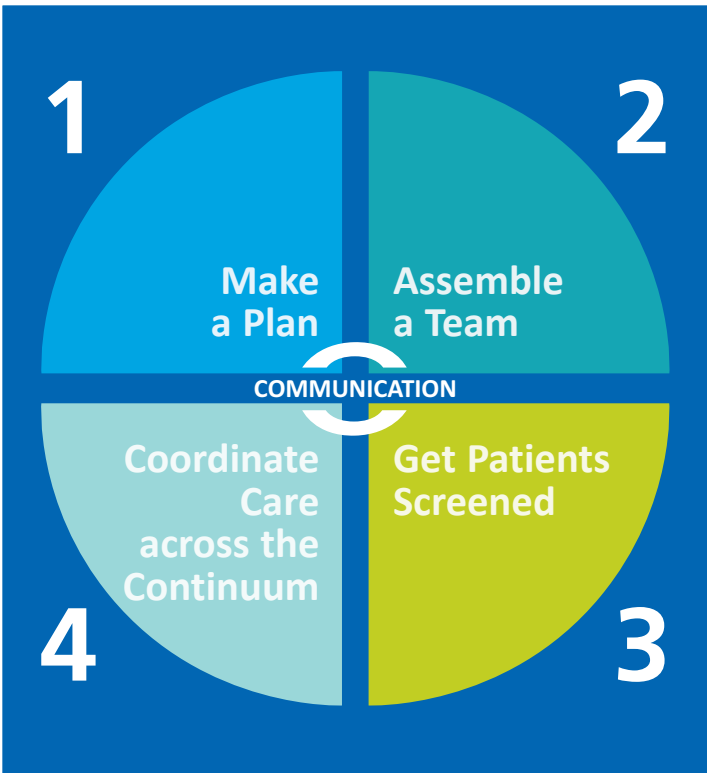 1
Make
a Plan
2
Assemble
a Team
COMMUNICATION
3
Get Patients
Screened
4
Coordinate
Care
across the
Continuum